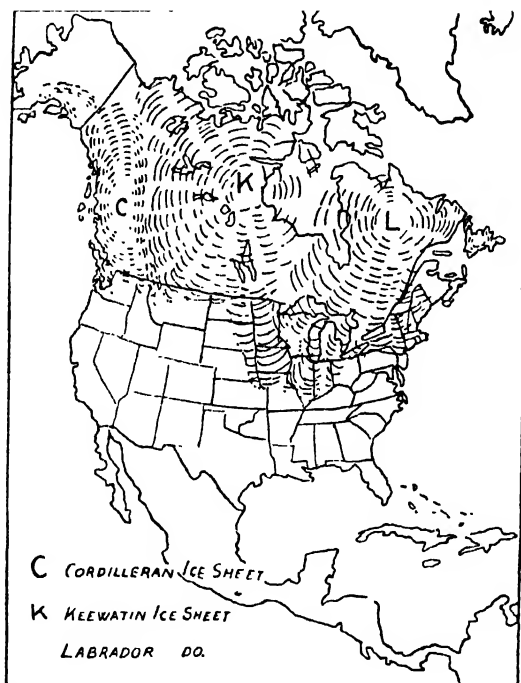 K
L
C
C CORDILLERAN ICE SHEET
K KEEWATIN ICE SHEET
LABRADOR DO.